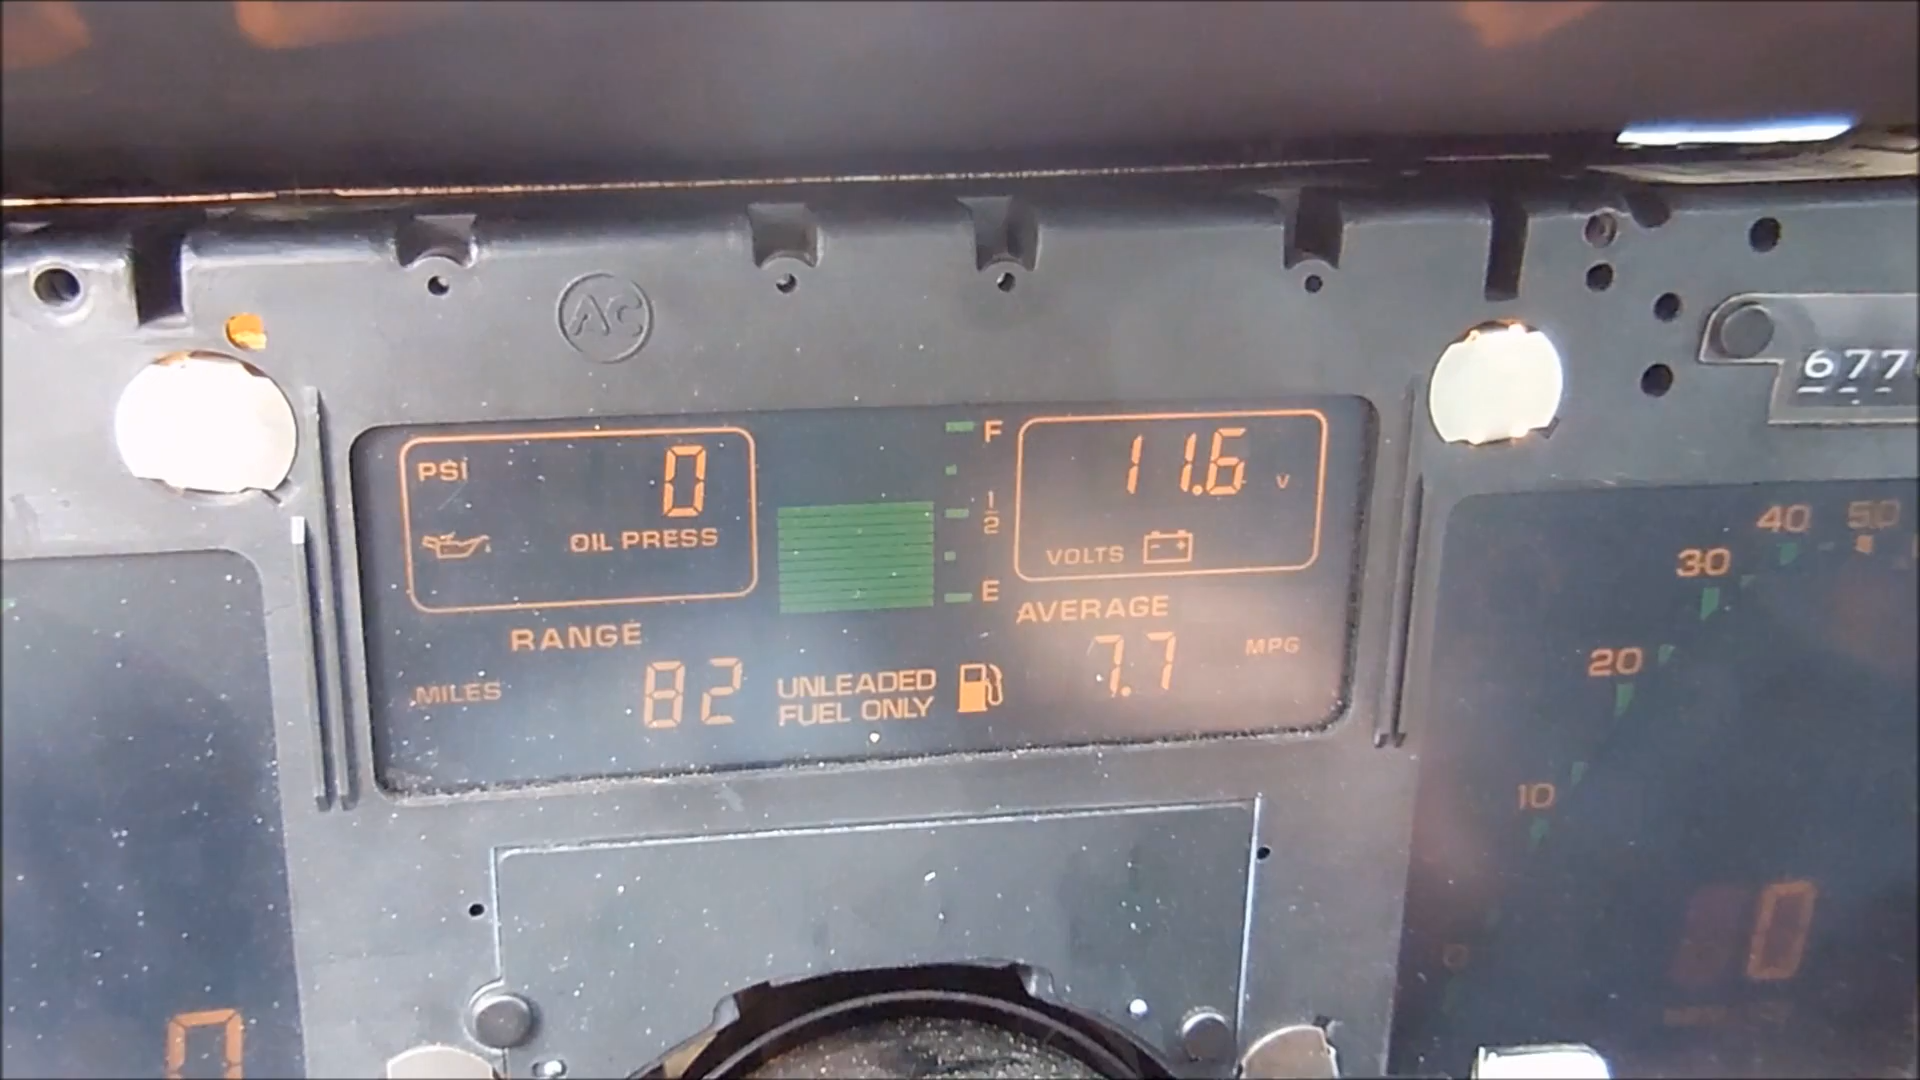 AC
677
PSI 0
OIL PRESS
F
1/2
E
11.6 V
VOLTS - +
RANGE
MILES 82
UNLEADED
FUEL ONLY
AVERAGE
7.7 MPG
50
40
30
20
10
0
0
0